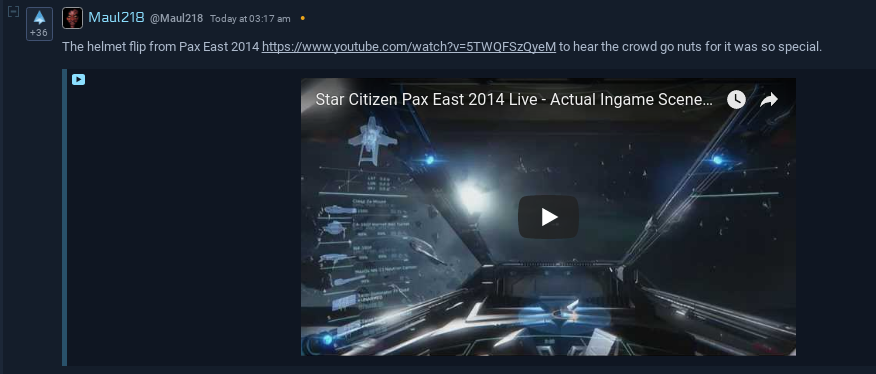 Maul218 @Maul218 Today at 03:17 am
+36
The helmet flip from Pax East 2014 https://www.youtube.com/watch?v=5TWQFSzQyeM to hear the crowd go nuts for it was so special.
Star Citizen Pax East 2014 Live - Actual Ingame Scene...